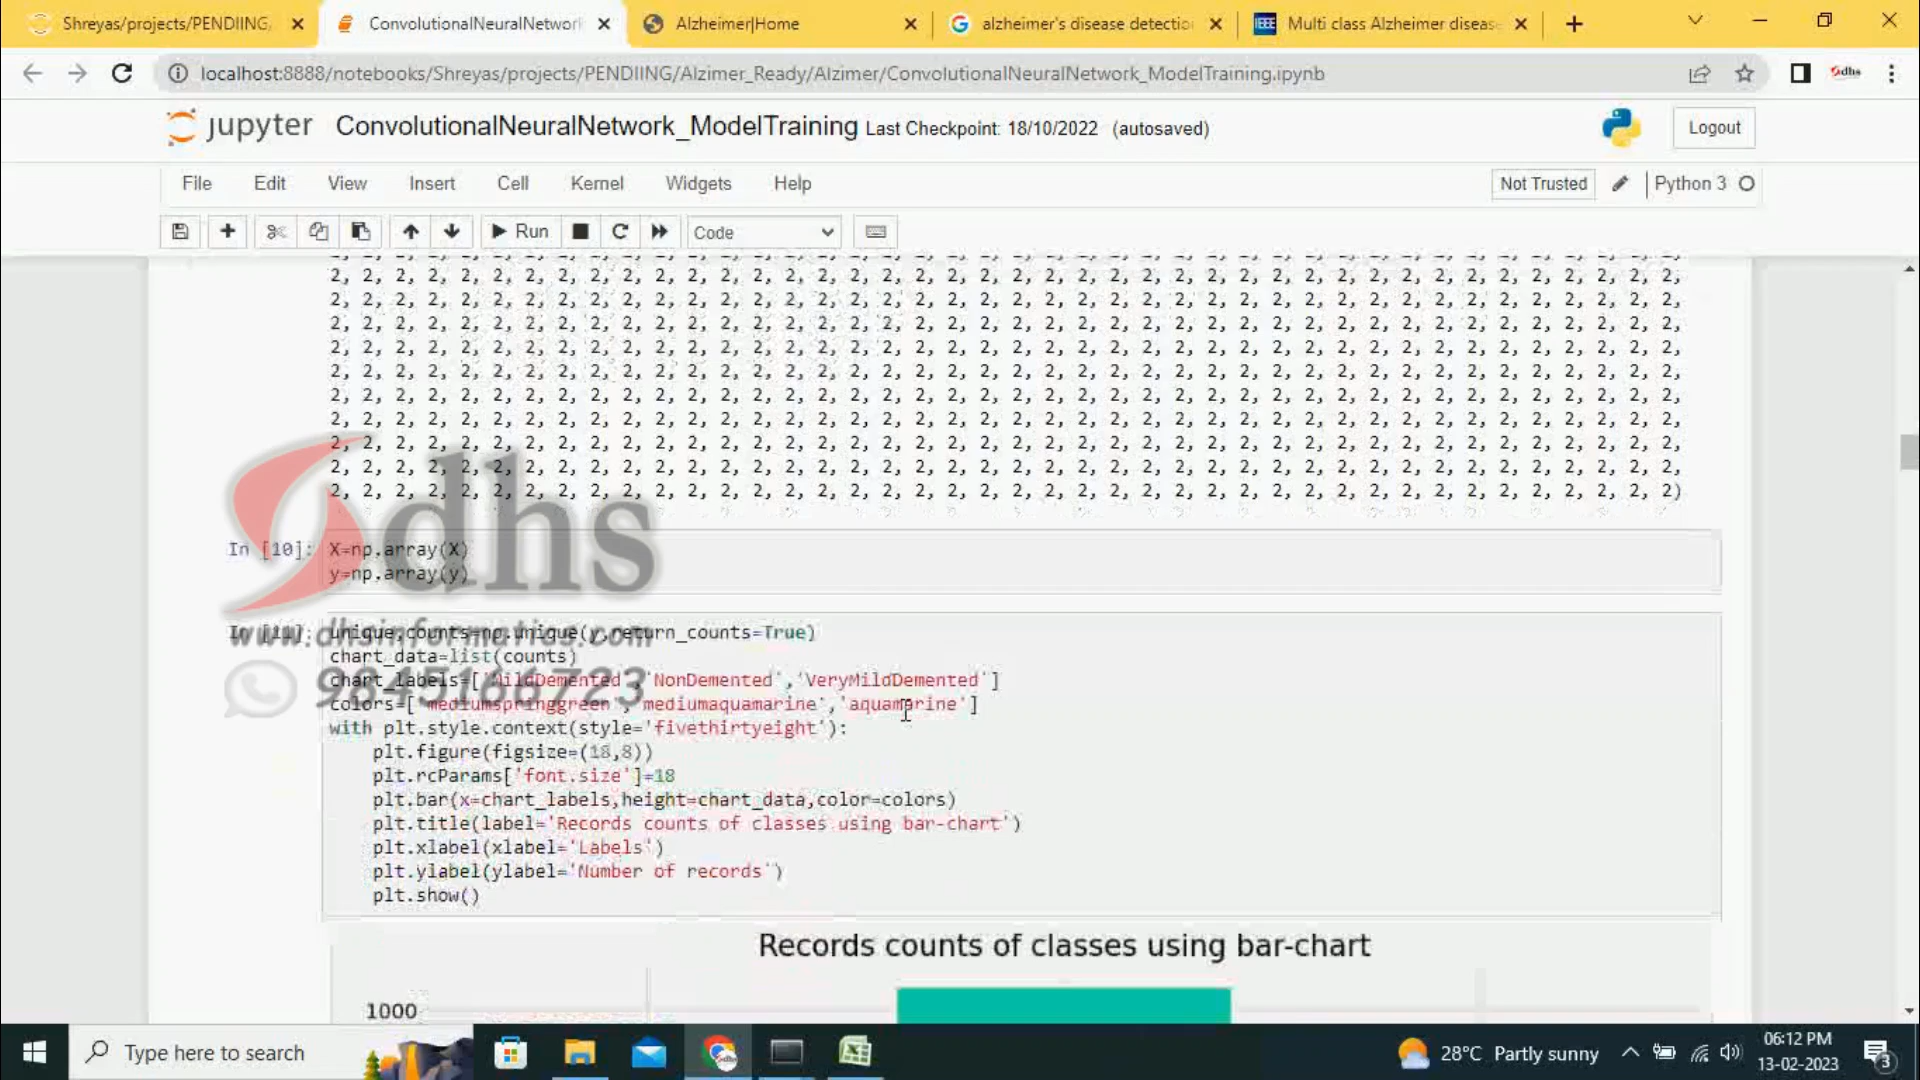 Shreyas/projects/PENDIING/
ConvolutionalNeuralNetwork
Alzheimer|Home
alzheimer's disease detection
Multi class Alzheimer disease
localhost:8888/notebooks/Shreyas/projects/PENDIING/Alzimer_Ready/Alzimer/ConvolutionalNeuralNetwork_ModelTraining.ipynb
Sdhs
jupyter ConvolutionalNeuralNetwork_ModelTraining Last Checkpoint: 18/10/2022 (autosaved)
Logout
File Edit View Insert Cell Kernel Widgets Help
Not Trusted
Python 3
Run
Code
2, 2, 2, 2, 2, 2, 2, 2, 2, 2, 2, 2, 2, 2, 2, 2, 2, 2, 2, 2, 2, 2, 2, 2, 2, 2, 2, 2, 2, 2, 2, 2, 2, 2, 2, 2, 2, 2, 2, 2, 2, 2,
2, 2, 2, 2, 2, 2, 2, 2, 2, 2, 2, 2, 2, 2, 2, 2, 2, 2, 2, 2, 2, 2, 2, 2, 2, 2, 2, 2, 2, 2, 2, 2, 2, 2, 2, 2, 2, 2, 2, 2, 2, 2,
2, 2, 2, 2, 2, 2, 2, 2, 2, 2, 2, 2, 2, 2, 2, 2, 2, 2, 2, 2, 2, 2, 2, 2, 2, 2, 2, 2, 2, 2, 2, 2, 2, 2, 2, 2, 2, 2, 2, 2, 2, 2,
2, 2, 2, 2, 2, 2, 2, 2, 2, 2, 2, 2, 2, 2, 2, 2, 2, 2, 2, 2, 2, 2, 2, 2, 2, 2, 2, 2, 2, 2, 2, 2, 2, 2, 2, 2, 2, 2, 2, 2, 2, 2,
2, 2, 2, 2, 2, 2, 2, 2, 2, 2, 2, 2, 2, 2, 2, 2, 2, 2, 2, 2, 2, 2, 2, 2, 2, 2, 2, 2, 2, 2, 2, 2, 2, 2, 2, 2, 2, 2, 2, 2, 2, 2,
2, 2, 2, 2, 2, 2, 2, 2, 2, 2, 2, 2, 2, 2, 2, 2, 2, 2, 2, 2, 2, 2, 2, 2, 2, 2, 2, 2, 2, 2, 2, 2, 2, 2, 2, 2, 2, 2, 2, 2, 2, 2,
2, 2, 2, 2, 2, 2, 2, 2, 2, 2, 2, 2, 2, 2, 2, 2, 2, 2, 2, 2, 2, 2, 2, 2, 2, 2, 2, 2, 2, 2, 2, 2, 2, 2, 2, 2, 2, 2, 2, 2, 2, 2,
2, 2, 2, 2, 2, 2, 2, 2, 2, 2, 2, 2, 2, 2, 2, 2, 2, 2, 2, 2, 2, 2, 2, 2, 2, 2, 2, 2, 2, 2, 2, 2, 2, 2, 2, 2, 2, 2, 2, 2, 2, 2,
2, 2, 2, 2, 2, 2, 2, 2, 2, 2, 2, 2, 2, 2, 2, 2, 2, 2, 2, 2, 2, 2, 2, 2, 2, 2, 2, 2, 2, 2, 2, 2, 2, 2, 2, 2, 2, 2, 2, 2, 2, 2,
2, 2, 2, 2, 2, 2, 2, 2, 2, 2, 2, 2, 2, 2, 2, 2, 2, 2, 2, 2, 2, 2, 2, 2, 2, 2, 2, 2, 2, 2, 2, 2, 2, 2, 2, 2, 2, 2, 2, 2, 2, 2)
In [10]: X=np.array(X)
y=np.array(y)
Sdhs
www.dhsinformatics.com
9845166723
In [11]: unique,counts=np.unique(y,return_counts=True)
chart_data=list(counts)
chart_labels=['MildDemented','NonDemented','VeryMildDemented']
colors=['mediumspringgreen','mediumaquamarine','aquamarine']
with plt.style.context(style='fivethirtyeight'):
plt.figure(figsize=(18,8))
plt.rcParams['font.size']=18
plt.bar(x=chart_labels,height=chart_data,color=colors)
plt.title(label='Records counts of classes using bar-chart')
plt.xlabel(xlabel='Labels')
plt.ylabel(ylabel='Number of records')
plt.show()
Records counts of classes using bar-chart
1000
Type here to search
28°C Partly sunny
06:12 PM
13-02-2023
3